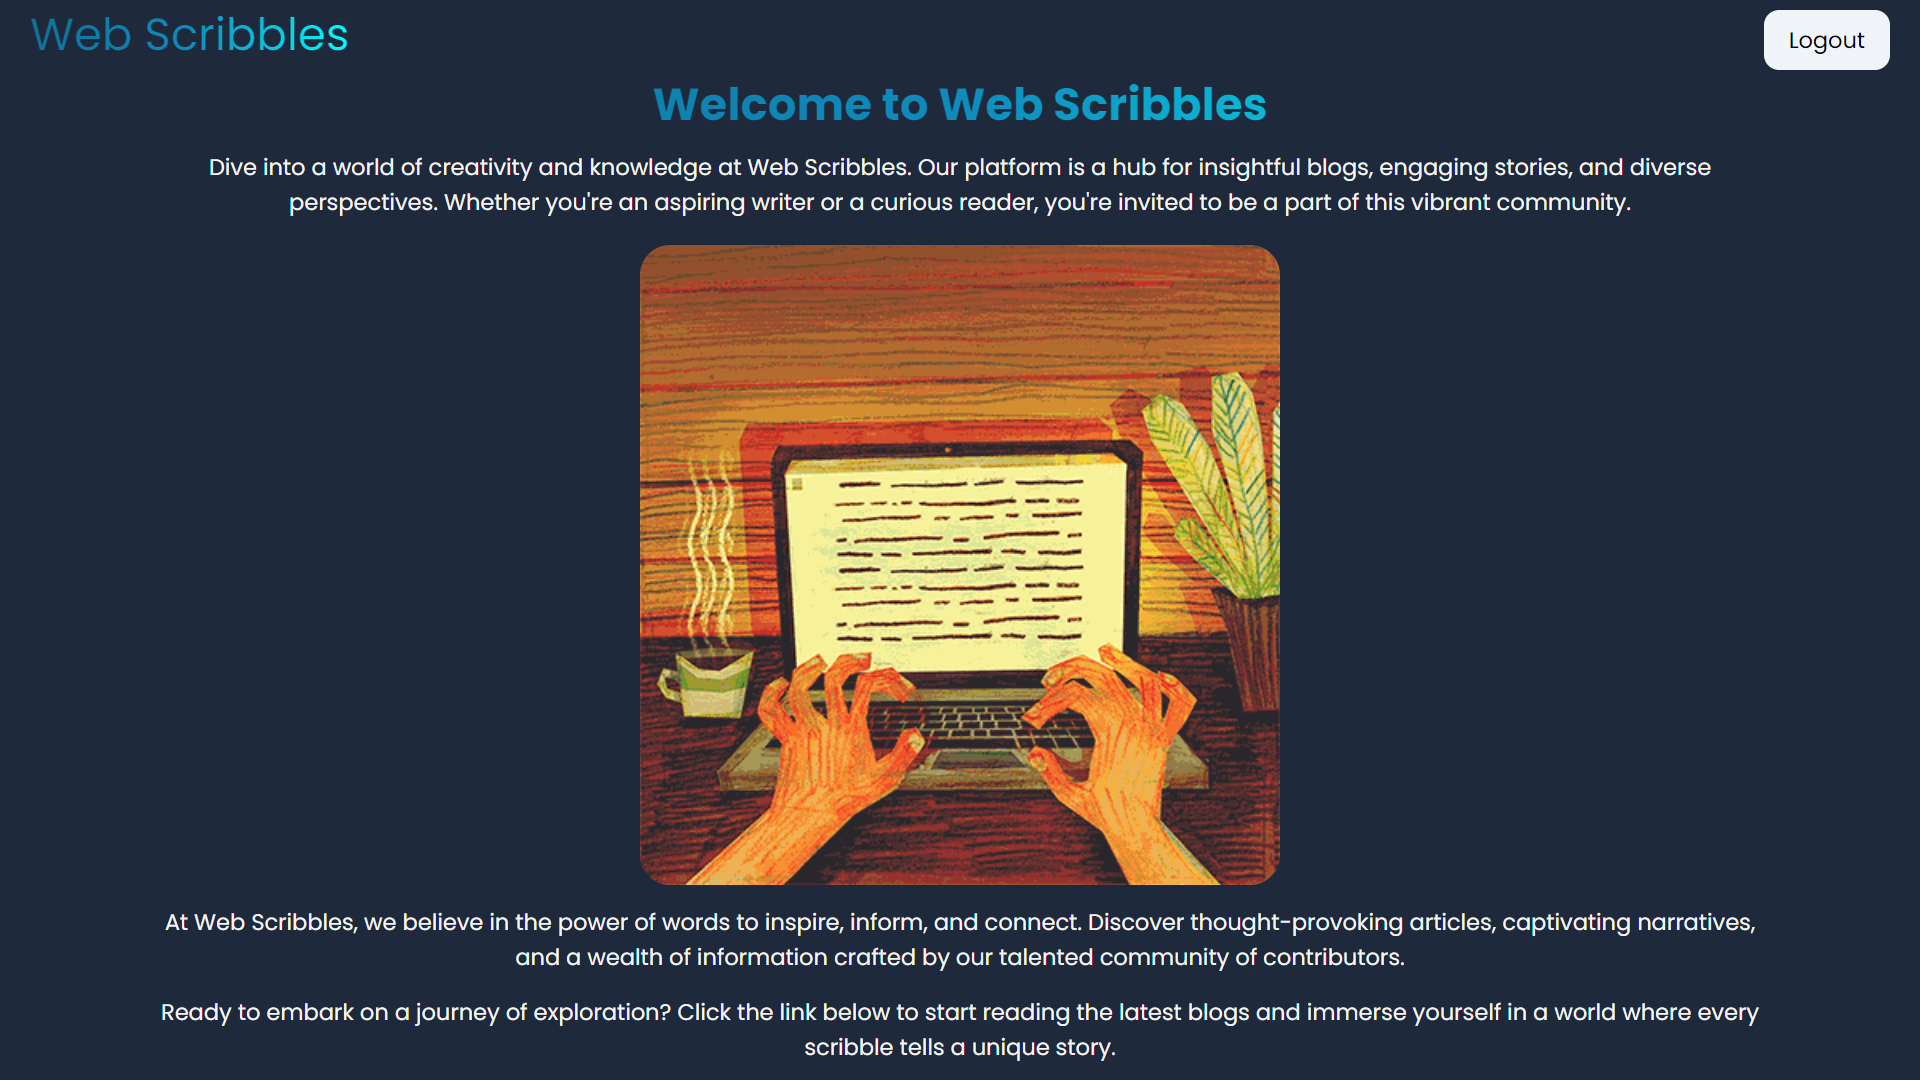 Web Scribbles
Logout
Welcome to Web Scribbles
Dive into a world of creativity and knowledge at Web Scribbles. Our platform is a hub for insightful blogs, engaging stories, and diverse
perspectives. Whether you're an aspiring writer or a curious reader, you're invited to be a part of this vibrant community.
At Web Scribbles, we believe in the power of words to inspire, inform, and connect. Discover thought-provoking articles, captivating narratives,
and a wealth of information crafted by our talented community of contributors.
Ready to embark on a journey of exploration? Click the link below to start reading the latest blogs and immerse yourself in a world where every
scribble tells a unique story.